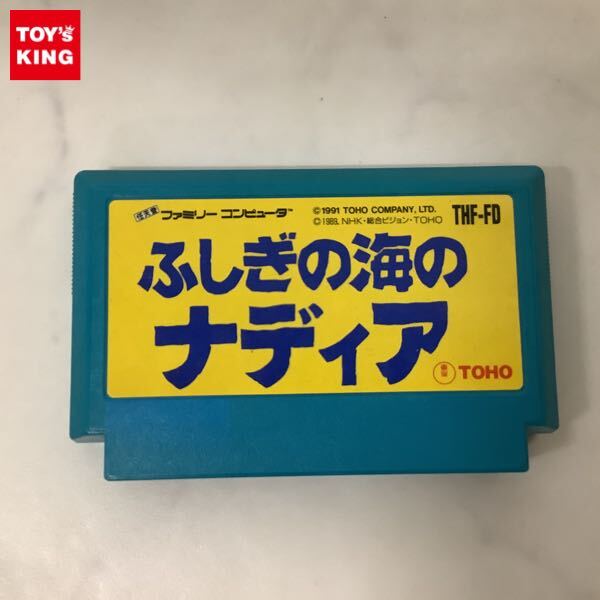 TOY's
KING
任天堂 ファミリー コンピュータ™
©1991 TOHO COMPANY, LTD.
©1989, NHK・総合ビジョン・TOHO
THF-FD
ふしぎの海の
ナディア
TOHO